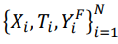 {X_i, T_i, Y_i^F}_{i=1}^N